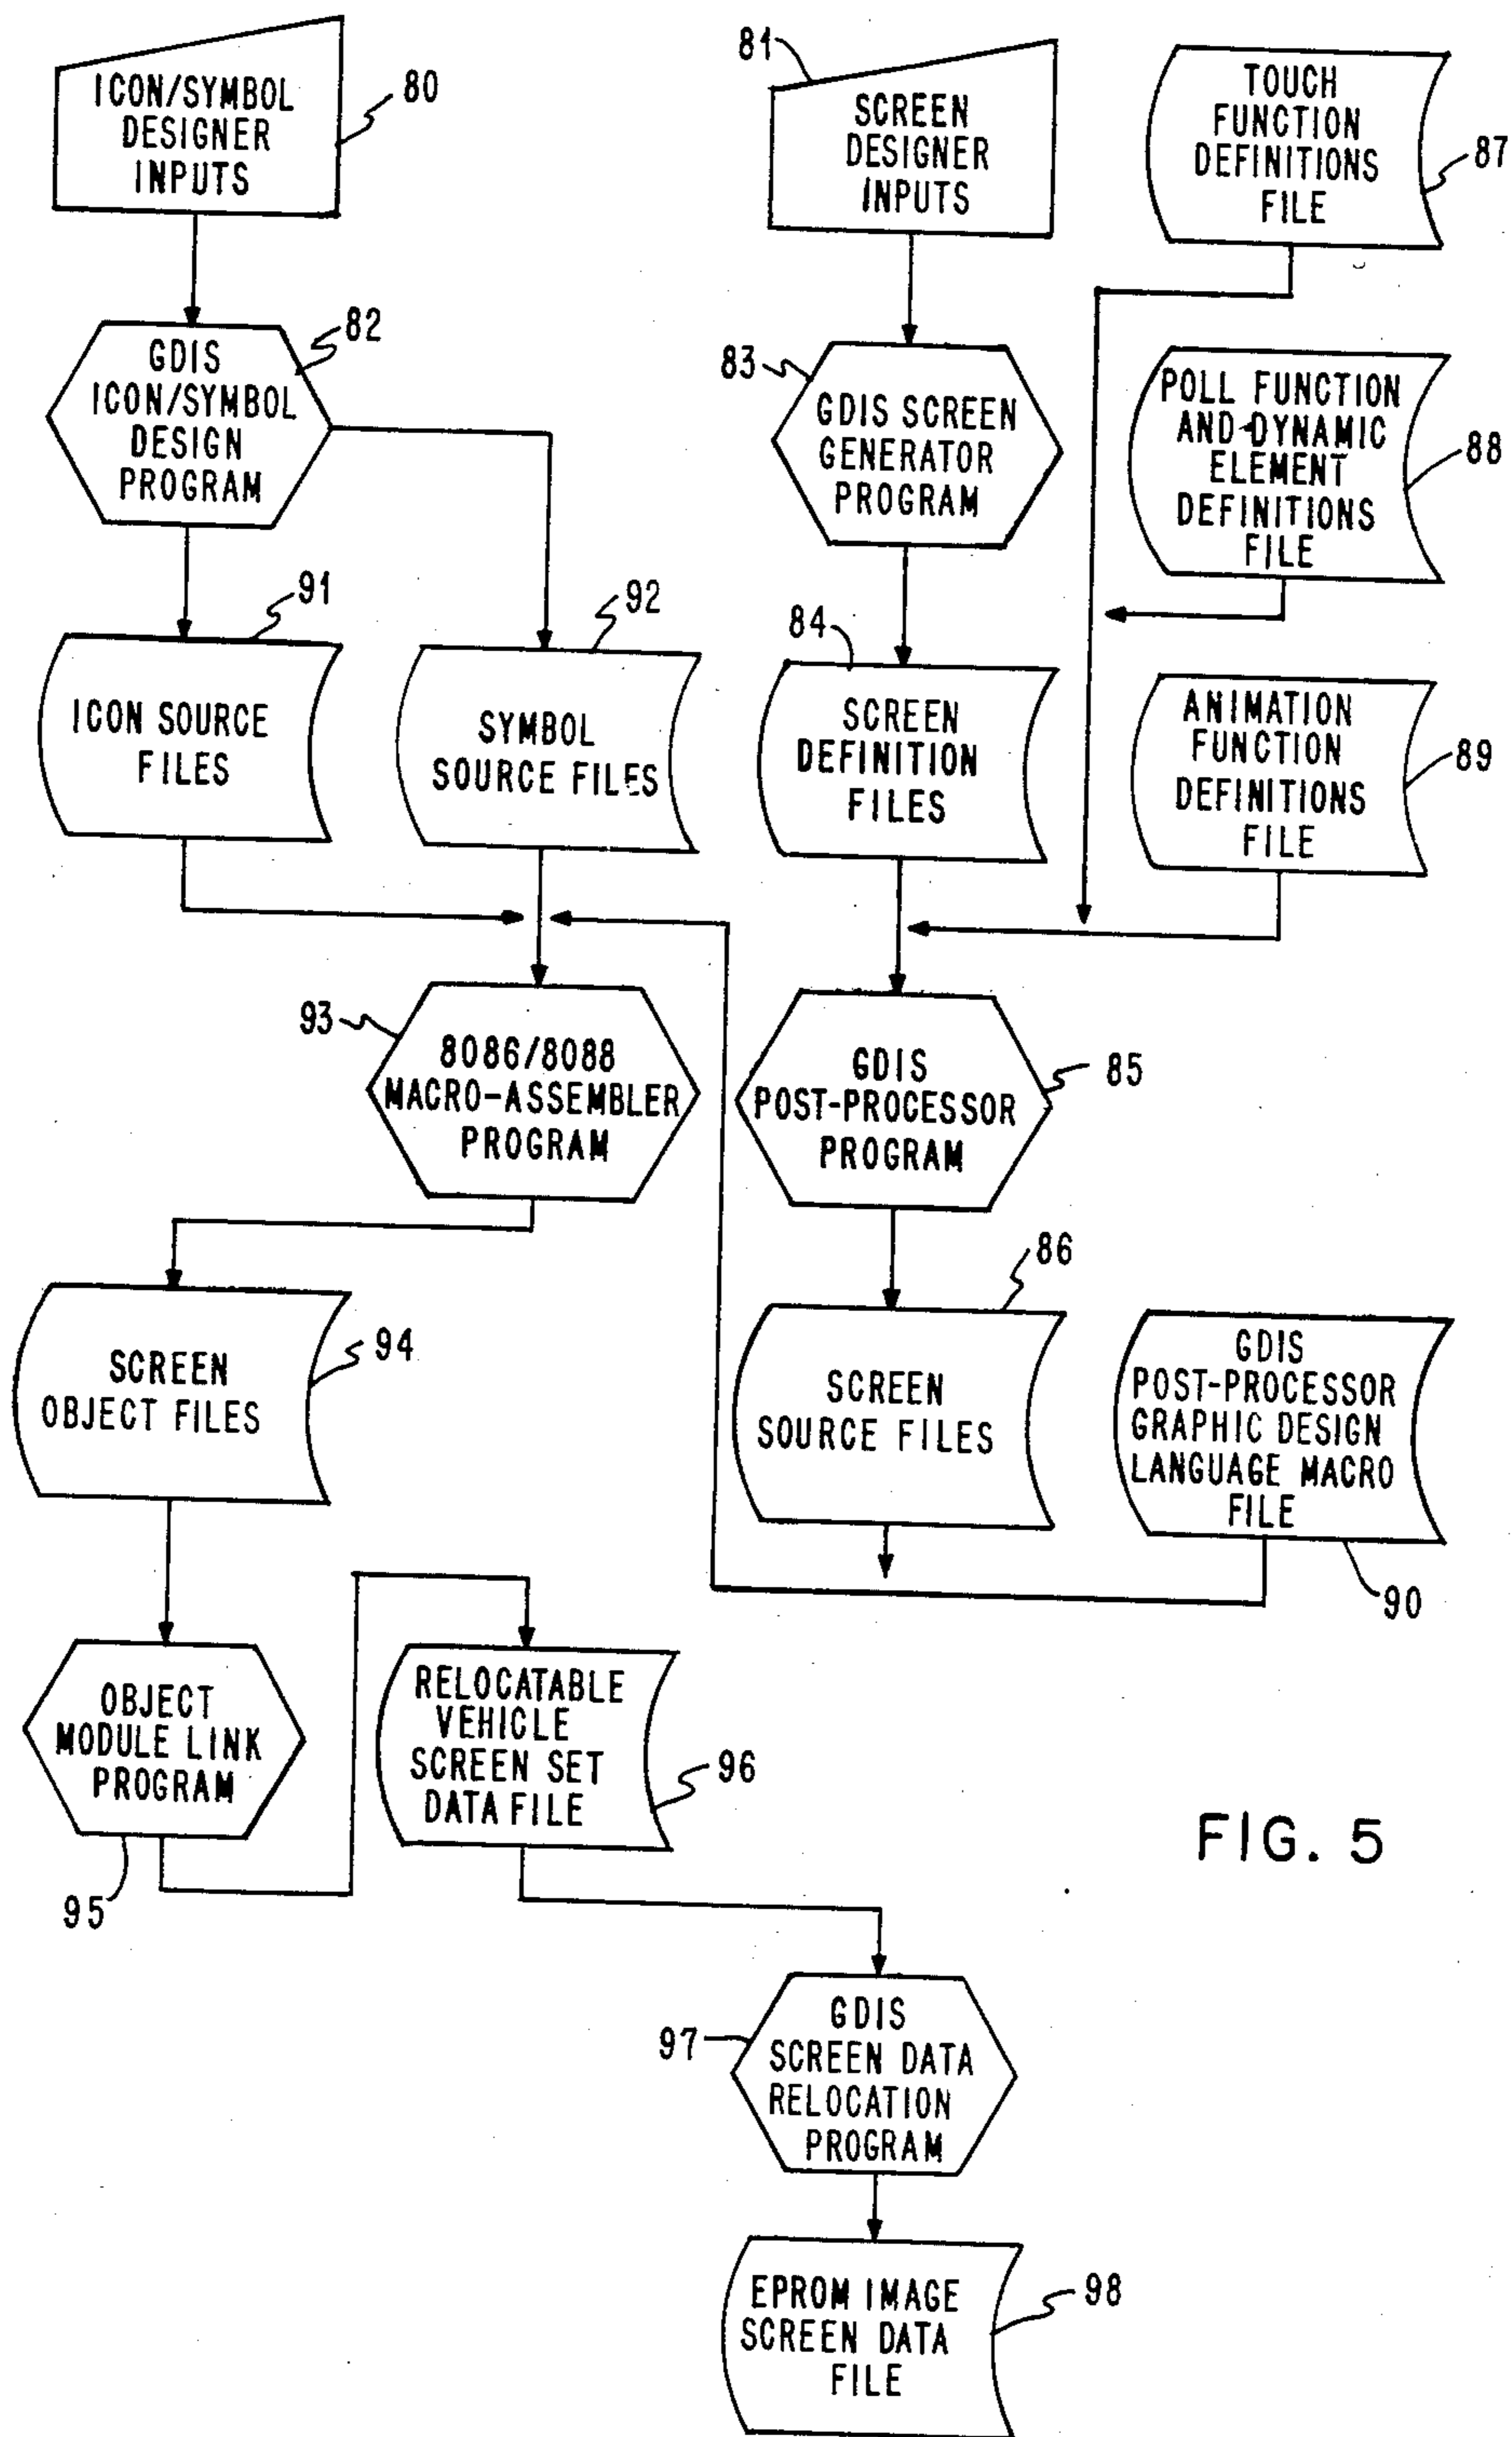 ICON/SYMBOL
DESIGNER
INPUTS
80
81
SCREEN
DESIGNER
INPUTS
TOUCH
FUNCTION
DEFINITIONS
FILE
87
GDIS
ICON/SYMBOL
DESIGN
PROGRAM
82
83
GDIS SCREEN
GENERATOR
PROGRAM
POLL FUNCTION
AND DYNAMIC
ELEMENT
DEFINITIONS
FILE
88
91
ICON SOURCE
FILES
92
SYMBOL
SOURCE FILES
84
SCREEN
DEFINITION
FILES
ANIMATION
FUNCTION
DEFINITIONS
FILE
89
93
8086/8088
MACRO-ASSEMBLER
PROGRAM
GDIS
POST-PROCESSOR
PROGRAM
85
SCREEN
OBJECT FILES
94
86
SCREEN
SOURCE FILES
GDIS
POST-PROCESSOR
GRAPHIC DESIGN
LANGUAGE MACRO
FILE
90
OBJECT
MODULE LINK
PROGRAM
95
RELOCATABLE
VEHICLE
SCREEN SET
DATA FILE
96
FIG. 5
97
GDIS
SCREEN DATA
RELOCATION
PROGRAM
EPROM IMAGE
SCREEN DATA
FILE
98